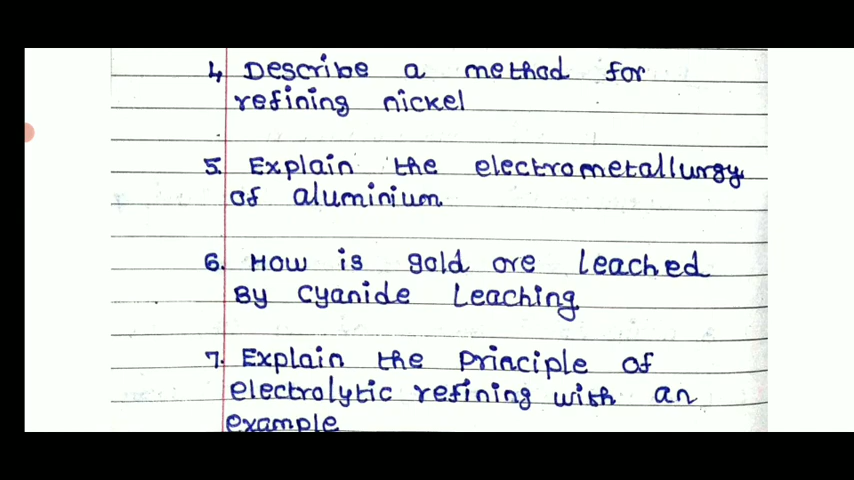 4, Describe a method for
refining nickel
5. Explain the electrometallurgy
of aluminium
6. How is gold ore leached
By cyanide Leaching
7. Explain the principle of
electrolytic refining with an
example